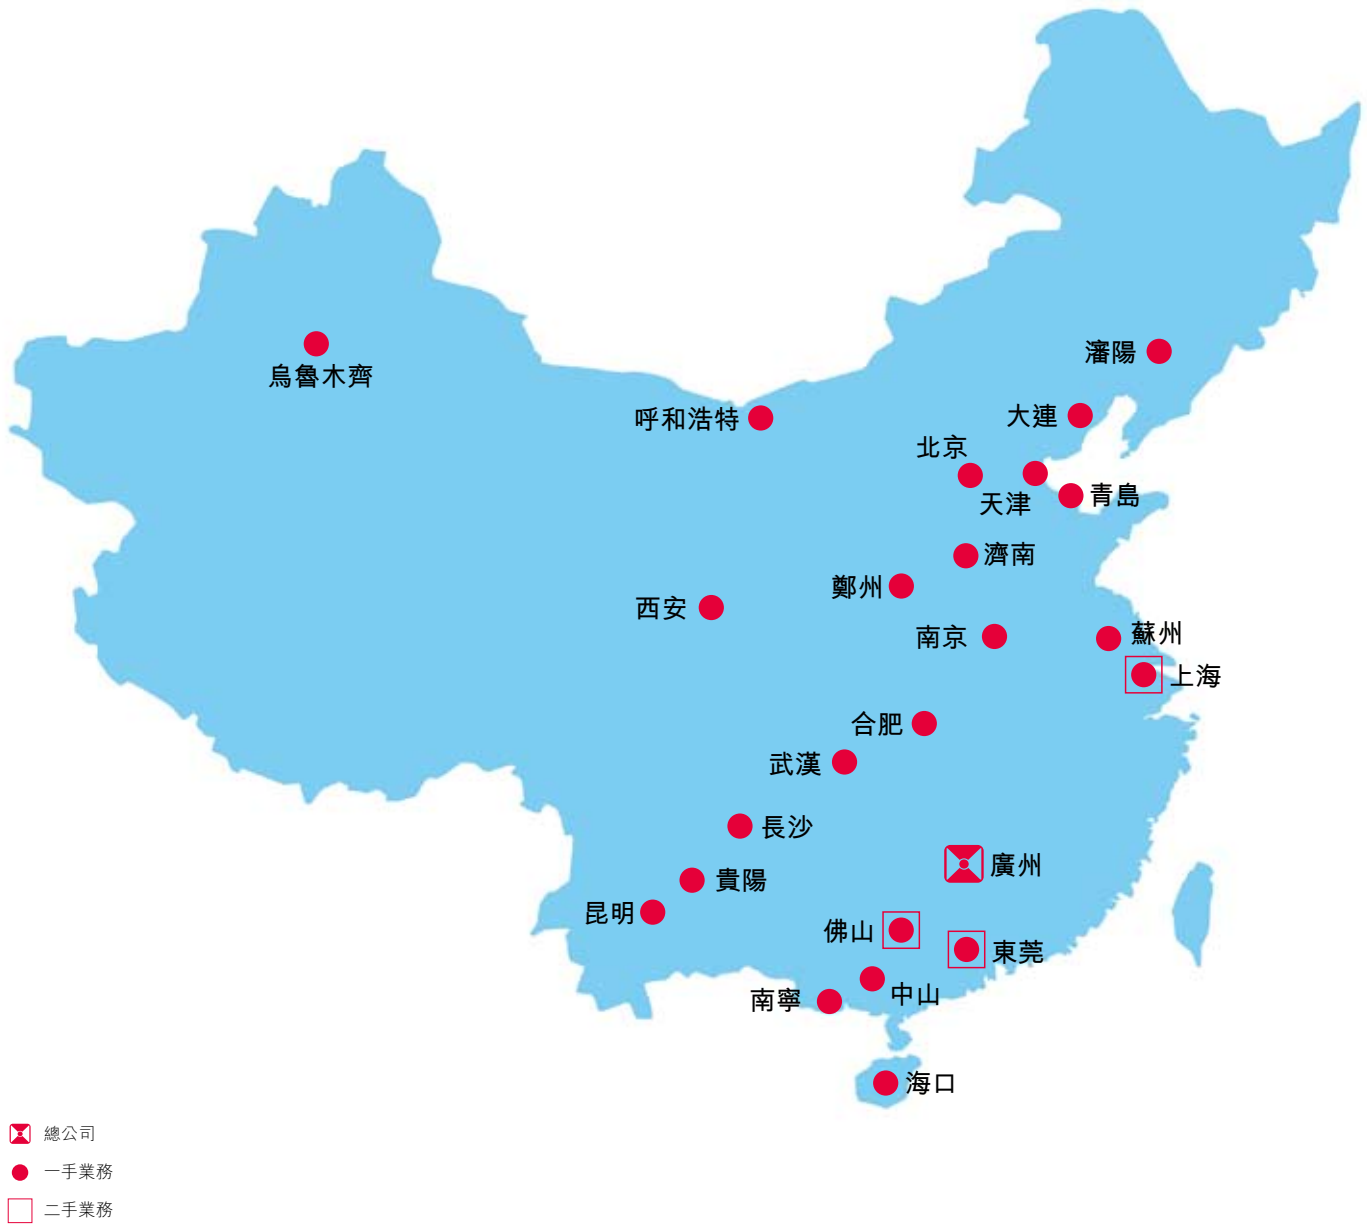 瀋陽
烏魯木齊
大連
呼和浩特
北京
青島
天津
濟南
鄭州
西安
蘇州
南京
上海
合肥
武漢
長沙
廣州
貴陽
昆明
佛山
東莞
中山
南寧
海口
總公司
一手業務
二手業務